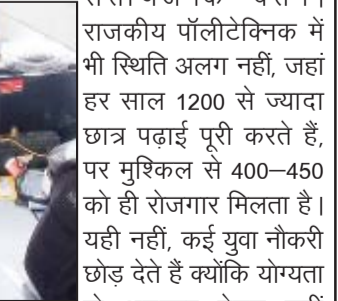 राजकीय पॉलीटेक्निक में
भी स्थिति अलग नहीं, जहां
हर साल 1200 से ज्यादा
छात्र पढ़ाई पूरी करते हैं,
पर मुश्किल से 400–450
को ही रोजगार मिलता है।
यही नहीं, कई युवा नौकरी
छोड़ देते हैं क्योंकि योग्यता